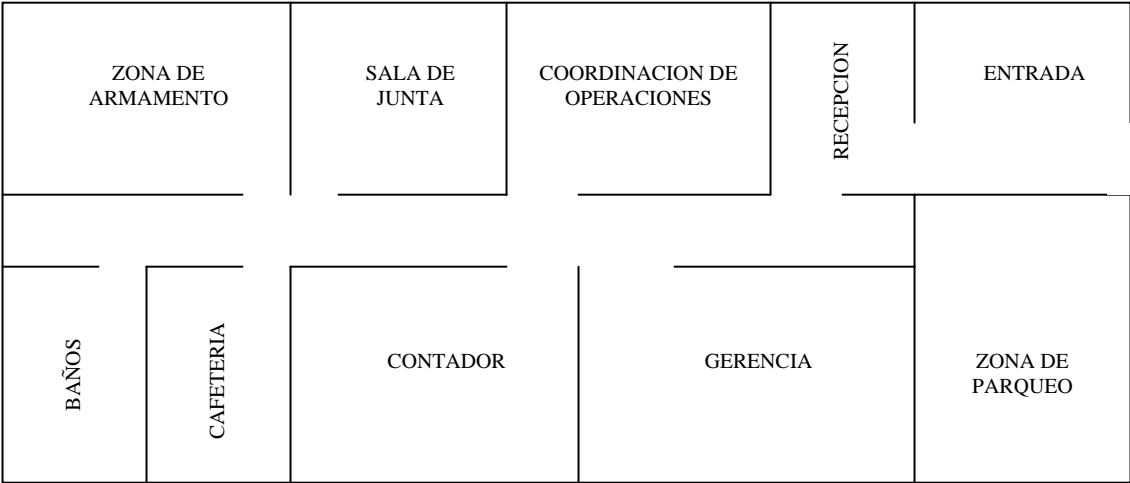 ZONA DE
ARMAMENTO
SALA DE
JUNTA
COORDINACION DE
OPERACIONES
RECEPCION
ENTRADA
BAÑOS
CAFETERIA
CONTADOR
GERENCIA
ZONA DE
PARQUEO